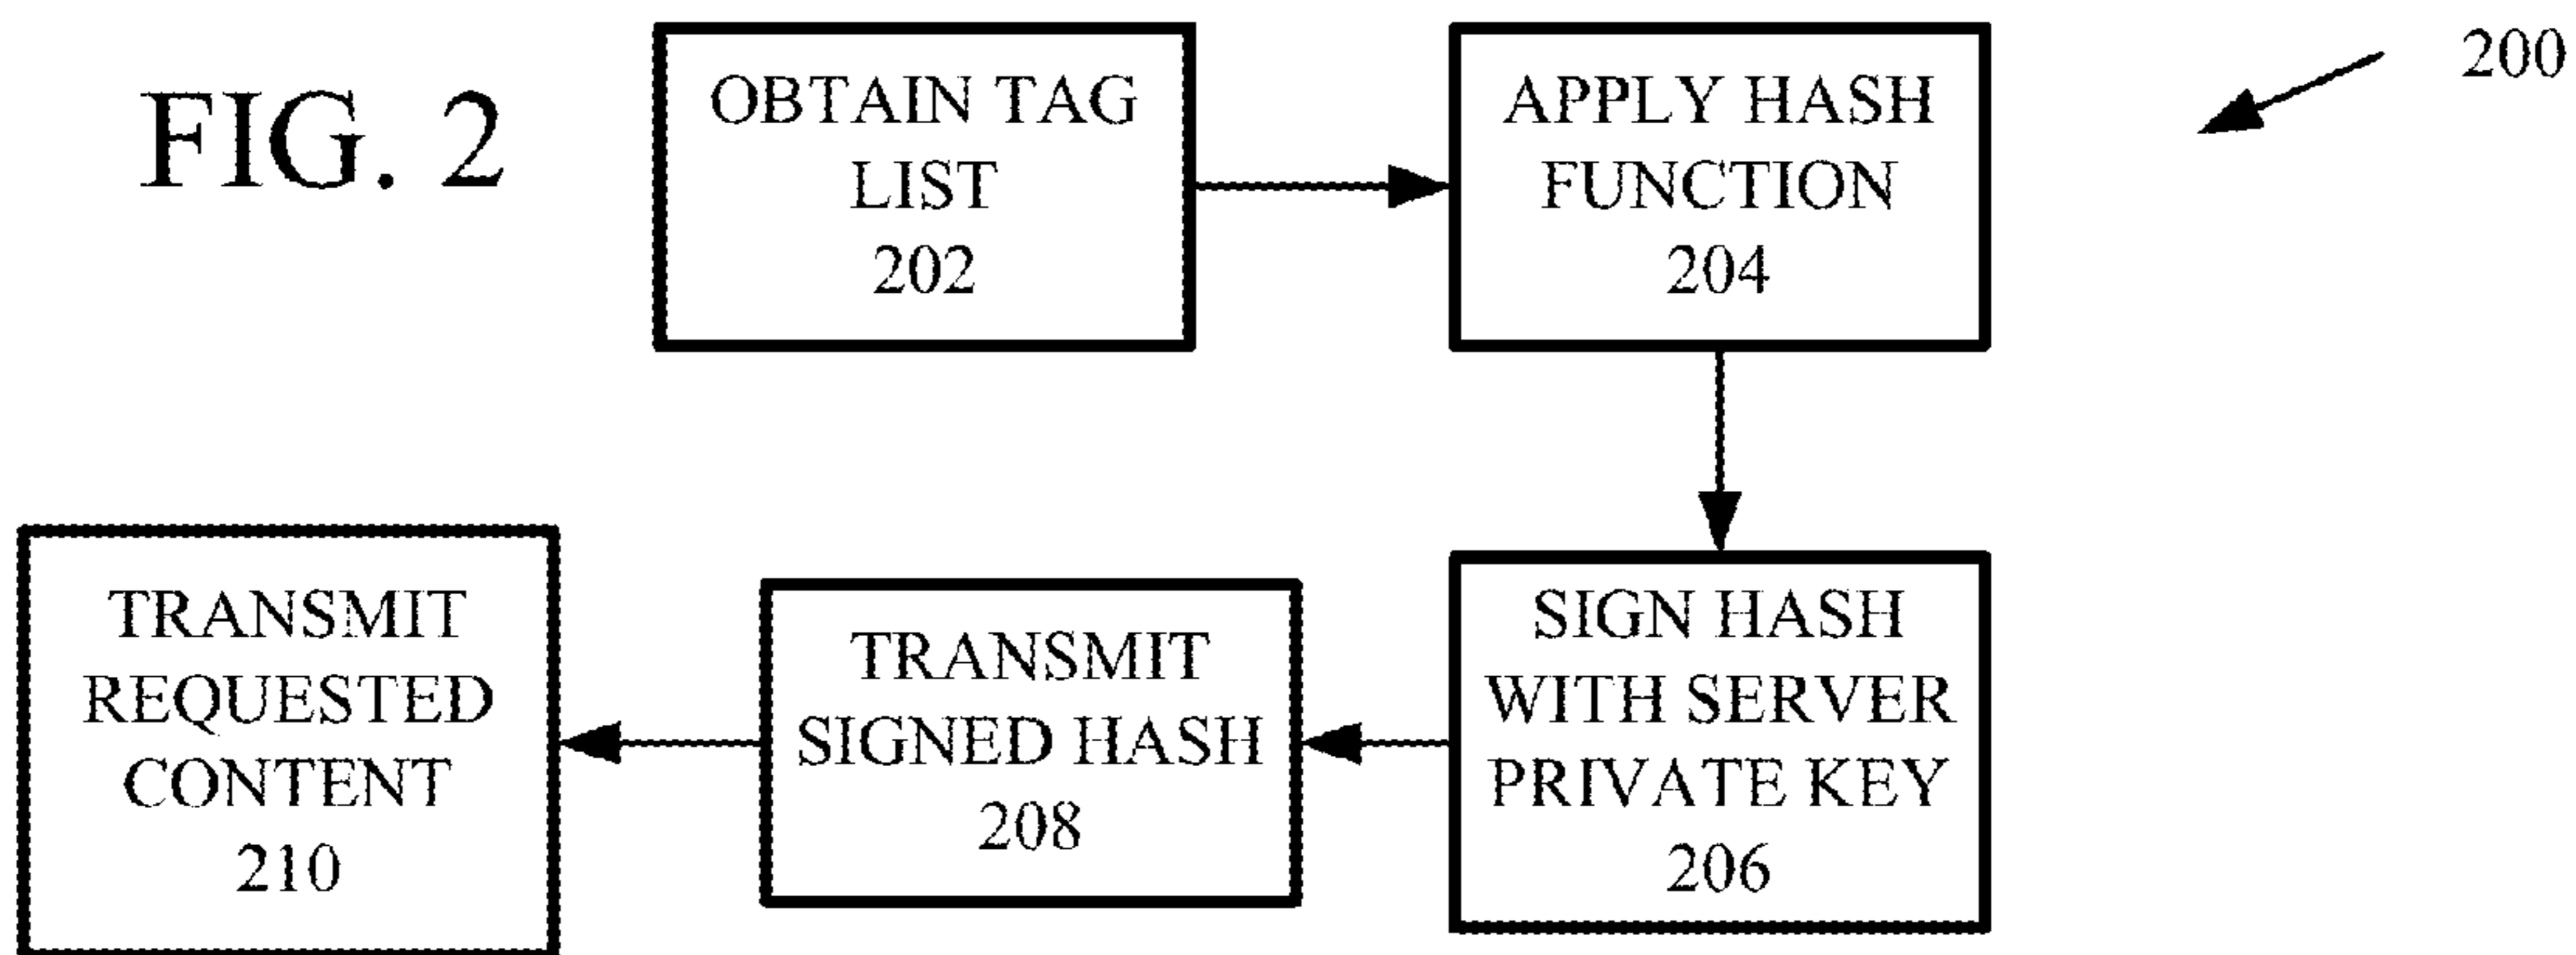 FIG. 2
OBTAIN TAG
LIST
202
APPLY HASH
FUNCTION
204
200
SIGN HASH
WITH SERVER
PRIVATE KEY
206
TRANSMIT
SIGNED HASH
208
TRANSMIT
REQUESTED
CONTENT
210